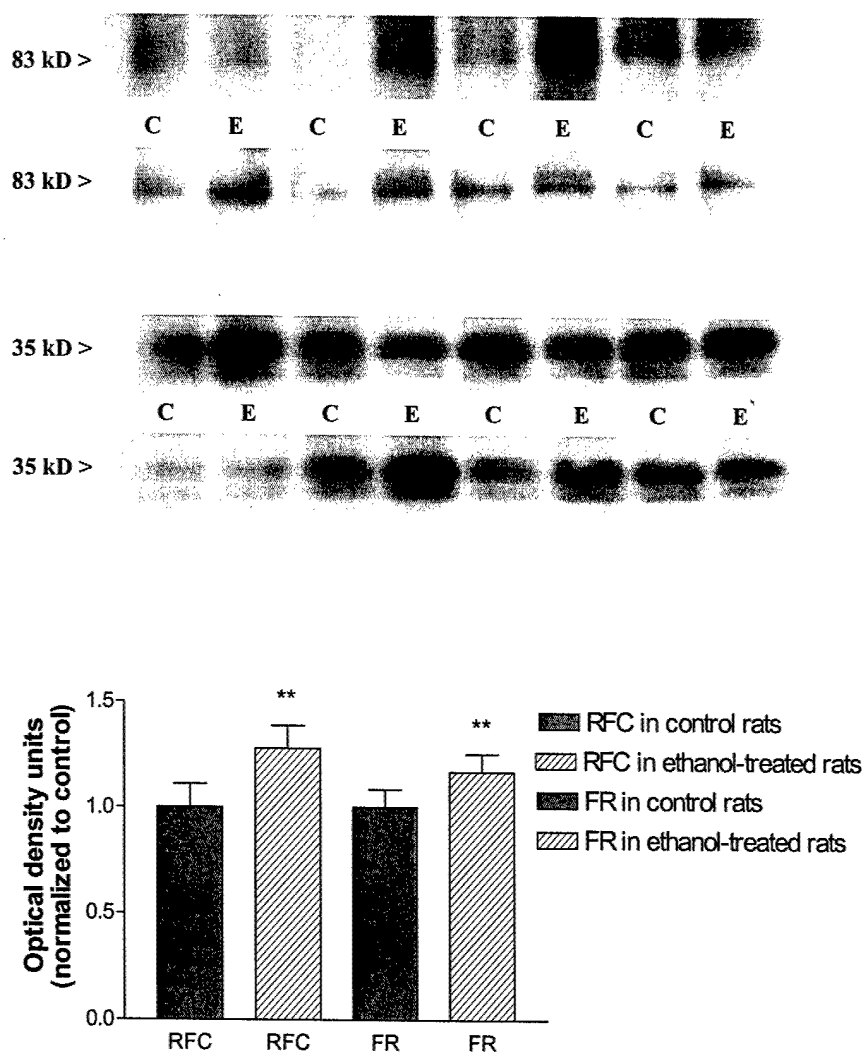 83 kD >
C E C E C E C E
83 kD >
35 kD >
C E C E C E C E
35 kD >
Optical density units
(normalized to control)
1.5
1.0
0.5
0.0
**
**
RFC RFC FR FR
RFC in control rats
RFC in ethanol-treated rats
FR in control rats
FR in ethanol-treated rats